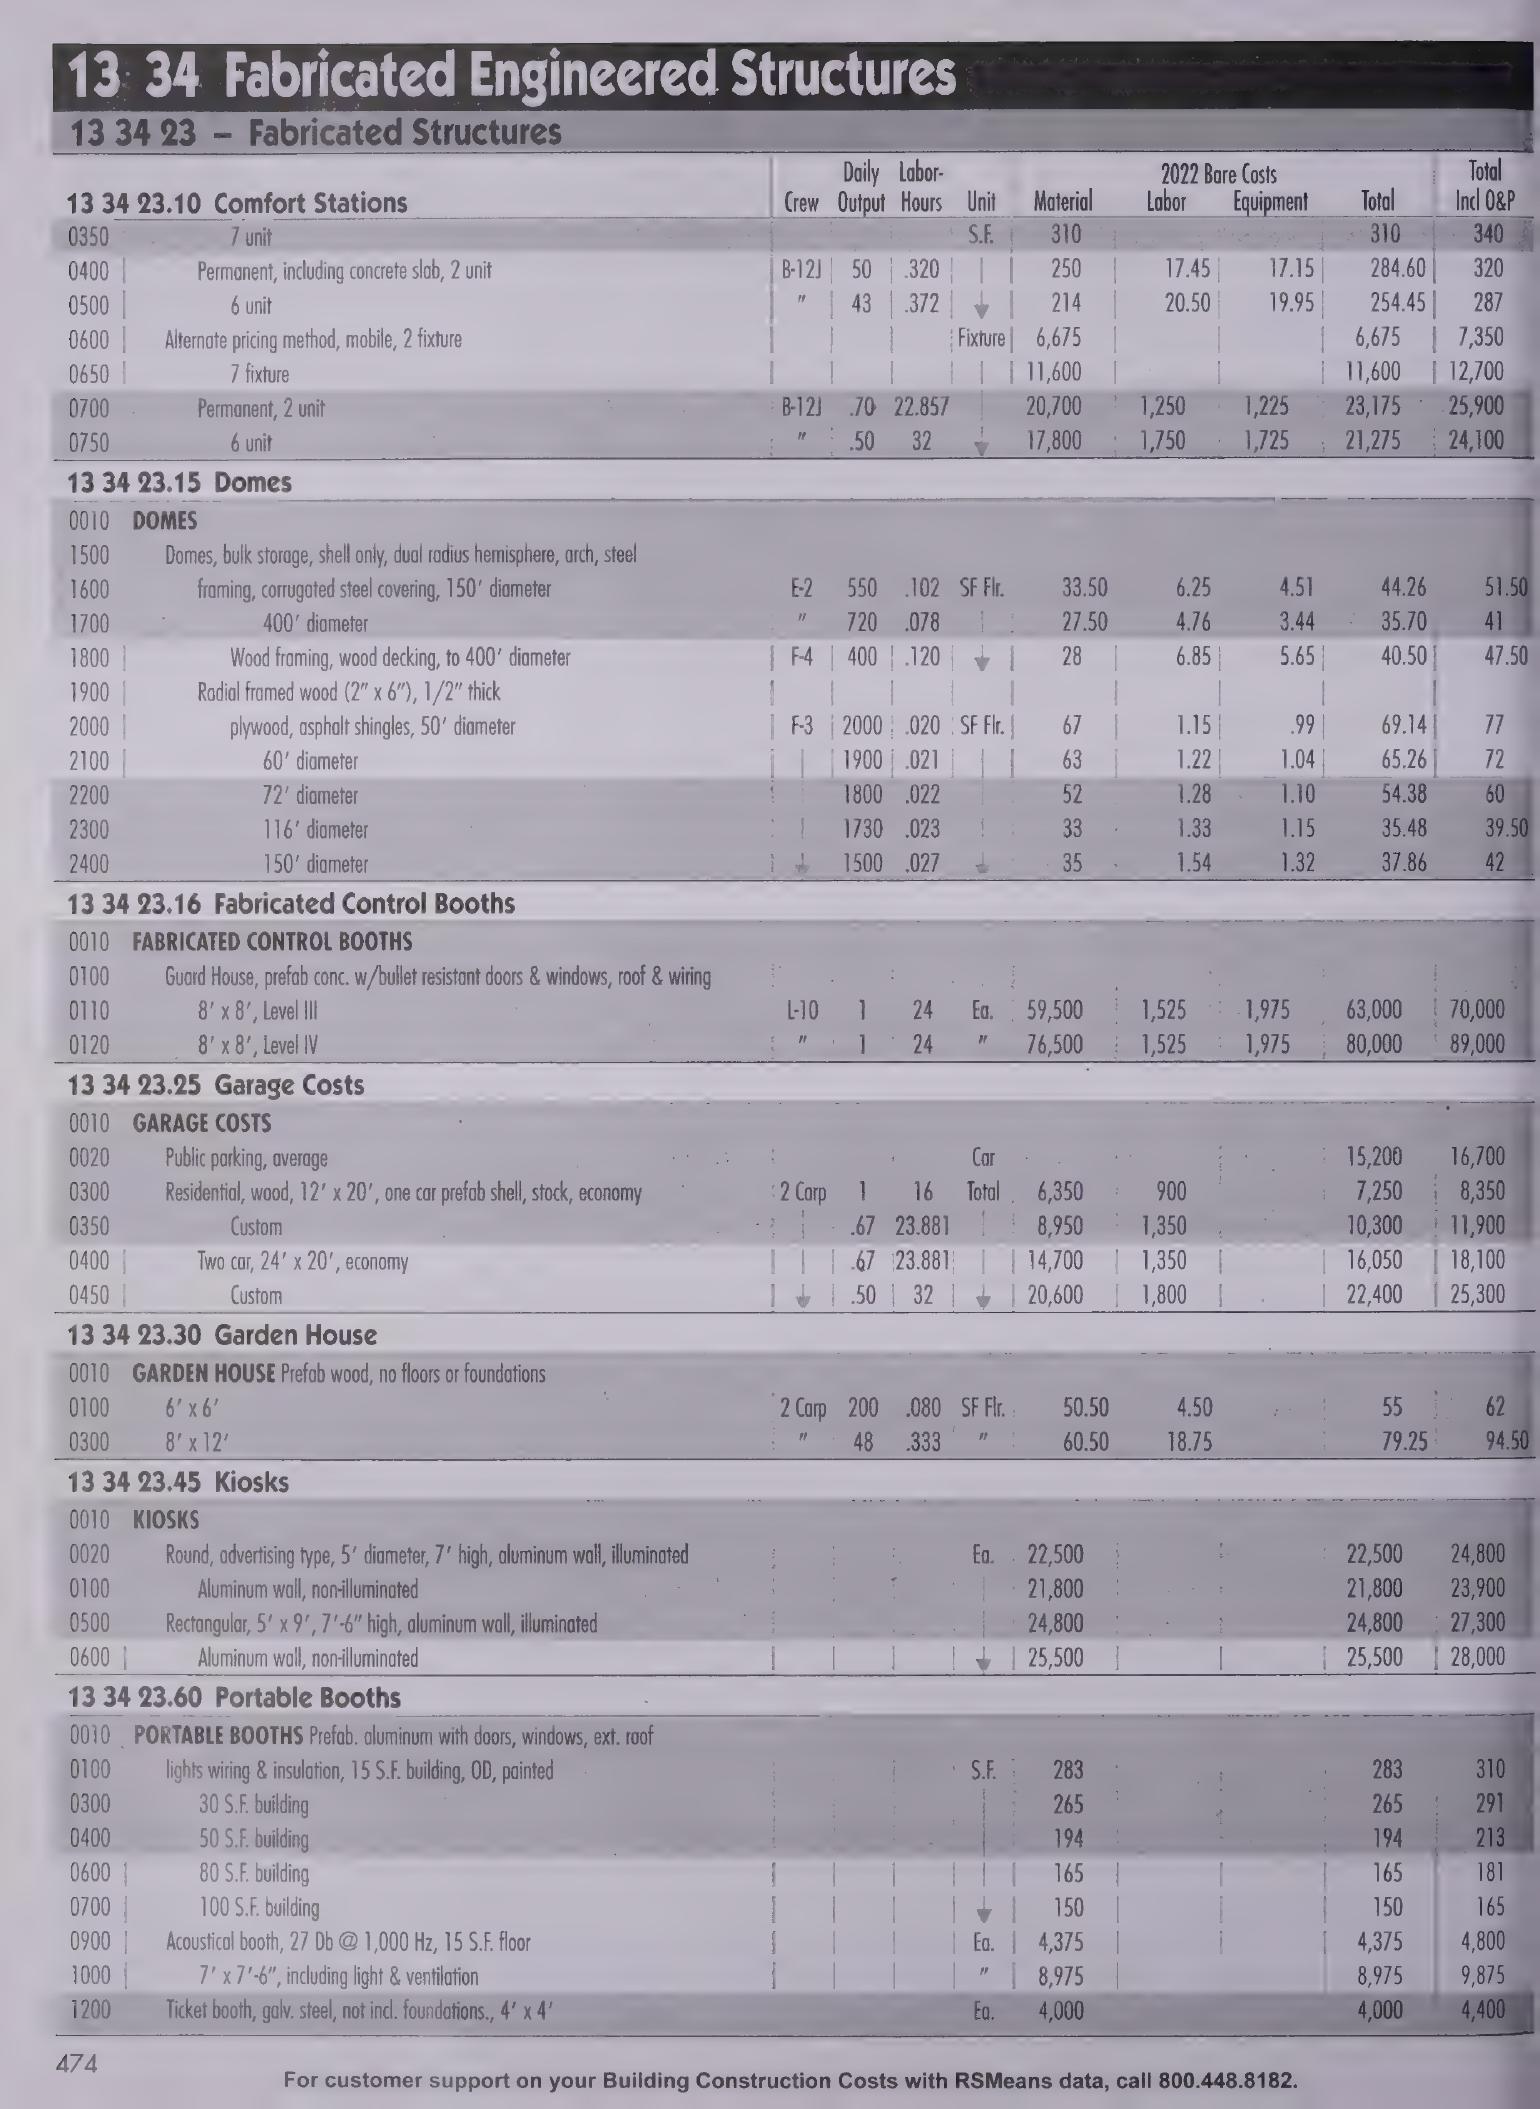 13 34 Fabricated Engineered Structures
13 34 23 – Fabricated Structures
13 34 23.10 Comfort Stations Crew Daily Output Labor-Hours Unit Material 2022 Bare Costs Labor Equipment Total Total Incl O&P
0350 7 unit S.F. 310 310 340
0400 Permanent, including concrete slab, 2 unit B-12J 50 .320 250 17.45 17.15 284.60 320
0500 6 unit " 43 .372 214 20.50 19.95 254.45 287
0600 Alternate pricing method, mobile, 2 fixture Fixture 6,675 6,675 7,350
0650 7 fixture 11,600 11,600 12,700
0700 Permanent, 2 unit B-12J .70 22.857 20,700 1,250 1,225 23,175 25,900
0750 6 unit " .50 32 17,800 1,750 1,725 21,275 24,100
13 34 23.15 Domes
0010 DOMES
1500 Domes, bulk storage, shell only, dual radius hemisphere, arch, steel
1600 framing, corrugated steel covering, 150' diameter E-2 550 .102 SF Flr. 33.50 6.25 4.51 44.26 51.50
1700 400' diameter " 720 .078 27.50 4.76 3.44 35.70 41
1800 Wood framing, wood decking, to 400' diameter F-4 400 .120 28 6.85 5.65 40.50 47.50
1900 Radial framed wood (2" x 6"), 1/2" thick
2000 plywood, asphalt shingles, 50' diameter F-3 2000 .020 SF Flr. 67 1.15 .99 69.14 77
2100 60' diameter 1900 .021 63 1.22 1.04 65.26 72
2200 72' diameter 1800 .022 52 1.28 1.10 54.38 60
2300 116' diameter 1730 .023 33 1.33 1.15 35.48 39.50
2400 150' diameter 1500 .027 35 1.54 1.32 37.86 42
13 34 23.16 Fabricated Control Booths
0010 FABRICATED CONTROL BOOTHS
0100 Guard House, prefab conc. w/bullet resistant doors & windows, roof & wiring
0110 8' x 8', Level III L-10 1 24 Ea. 59,500 1,525 1,975 63,000 70,000
0120 8' x 8', Level IV " 1 24 " 76,500 1,525 1,975 80,000 89,000
13 34 23.25 Garage Costs
0010 GARAGE COSTS
0020 Public parking, average Car 15,200 16,700
0300 Residential, wood, 12' x 20', one car prefab shell, stock, economy 2 Carp 1 16 Total 6,350 900 7,250 8,350
0350 Custom .67 23.881 8,950 1,350 10,300 11,900
0400 Two car, 24' x 20', economy .67 23.881 14,700 1,350 16,050 18,100
0450 Custom .50 32 20,600 1,800 22,400 25,300
13 34 23.30 Garden House
0010 GARDEN HOUSE Prefab wood, no floors or foundations
0100 6' x 6' 2 Carp 200 .080 SF Flr. 50.50 4.50 55 62
0300 8' x 12' " 48 .333 " 60.50 18.75 79.25 94.50
13 34 23.45 Kiosks
0010 KIOSKS
0020 Round, advertising type, 5' diameter, 7' high, aluminum wall, illuminated Ea. 22,500 22,500 24,800
0100 Aluminum wall, non-illuminated 21,800 21,800 23,900
0500 Rectangular, 5' x 9', 7'-6" high, aluminum wall, illuminated 24,800 24,800 27,300
0600 Aluminum wall, non-illuminated 25,500 25,500 28,000
13 34 23.60 Portable Booths
0010 PORTABLE BOOTHS Prefab. aluminum with doors, windows, ext. roof
0100 lights wiring & insulation, 15 S.F. building, OD, painted S.F. 283 283 310
0300 30 S.F. building 265 265 291
0400 50 S.F. building 194 194 213
0600 80 S.F. building 165 165 181
0700 100 S.F. building 150 150 165
0900 Acoustical booth, 27 Db @ 1,000 Hz, 15 S.F. floor Ea. 4,375 4,375 4,800
1000 7' x 7'-6", including light & ventilation " 8,975 8,975 9,875
1200 Ticket booth, galv. steel, not incl. foundations., 4' x 4' Ea. 4,000 4,000 4,400
474
For customer support on your Building Construction Costs with RSMeans data, call 800.448.8182.